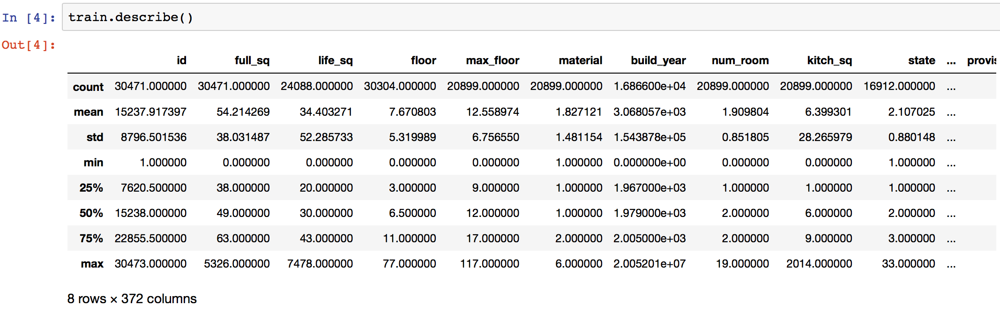 In [4]: train.describe()
Out[4]:
id full_sq life_sq floor max_floor material build_year num_room kitch_sq state ... provis
count 30471.000000 30471.000000 24088.000000 30304.000000 20899.000000 20899.000000 1.686600e+04 20899.000000 20899.000000 16912.000000 ...
mean 15237.917397 54.214269 34.403271 7.670803 12.558974 1.827121 3.068057e+03 1.909804 6.399301 2.107025 ...
std 8796.501536 38.031487 52.285733 5.319989 6.756550 1.481154 1.543878e+05 0.851805 28.265979 0.880148 ...
min 1.000000 0.000000 0.000000 0.000000 0.000000 1.000000 0.000000e+00 0.000000 0.000000 1.000000 ...
25% 7620.500000 38.000000 20.000000 3.000000 9.000000 1.000000 1.967000e+03 1.000000 1.000000 1.000000 ...
50% 15238.000000 49.000000 30.000000 6.500000 12.000000 1.000000 1.979000e+03 2.000000 6.000000 2.000000 ...
75% 22855.500000 63.000000 43.000000 11.000000 17.000000 2.000000 2.005000e+03 2.000000 9.000000 3.000000 ...
max 30473.000000 5326.000000 7478.000000 77.000000 117.000000 6.000000 2.005201e+07 19.000000 2014.000000 33.000000 ...
8 rows × 372 columns